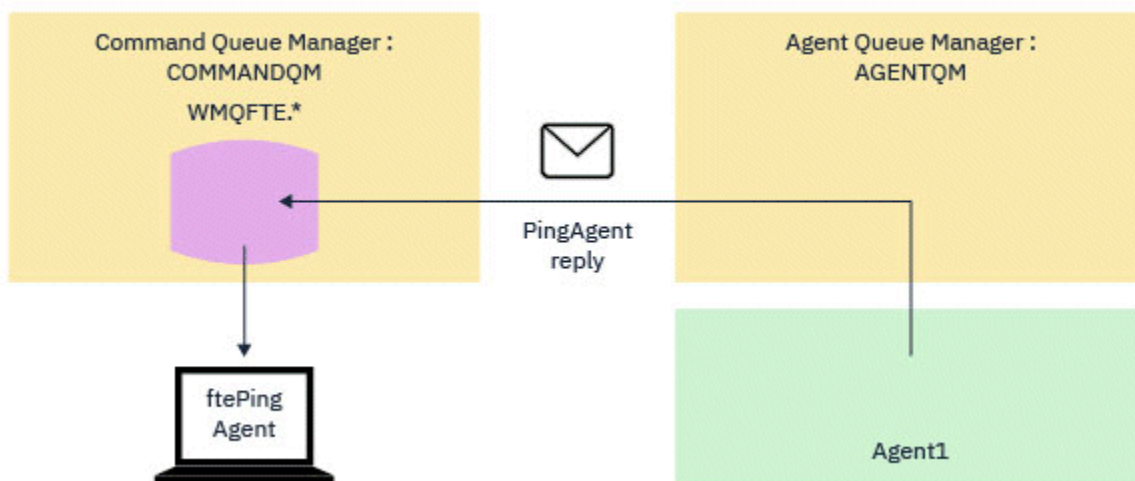 Command Queue Manager :
COMMANDQM
WMQFTE.*
Agent Queue Manager :
AGENTQM
PingAgent
reply
ftePing
Agent
Agent1